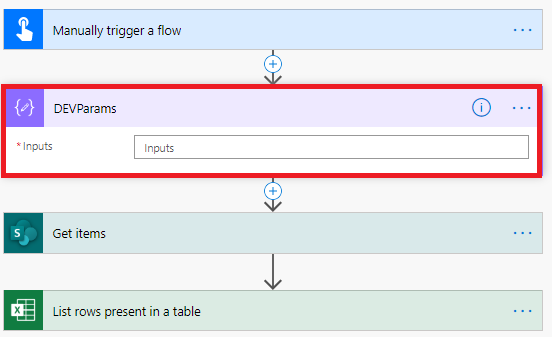 Manually trigger a flow
DEVParams
* Inputs Inputs
S Get items
X List rows present in a table